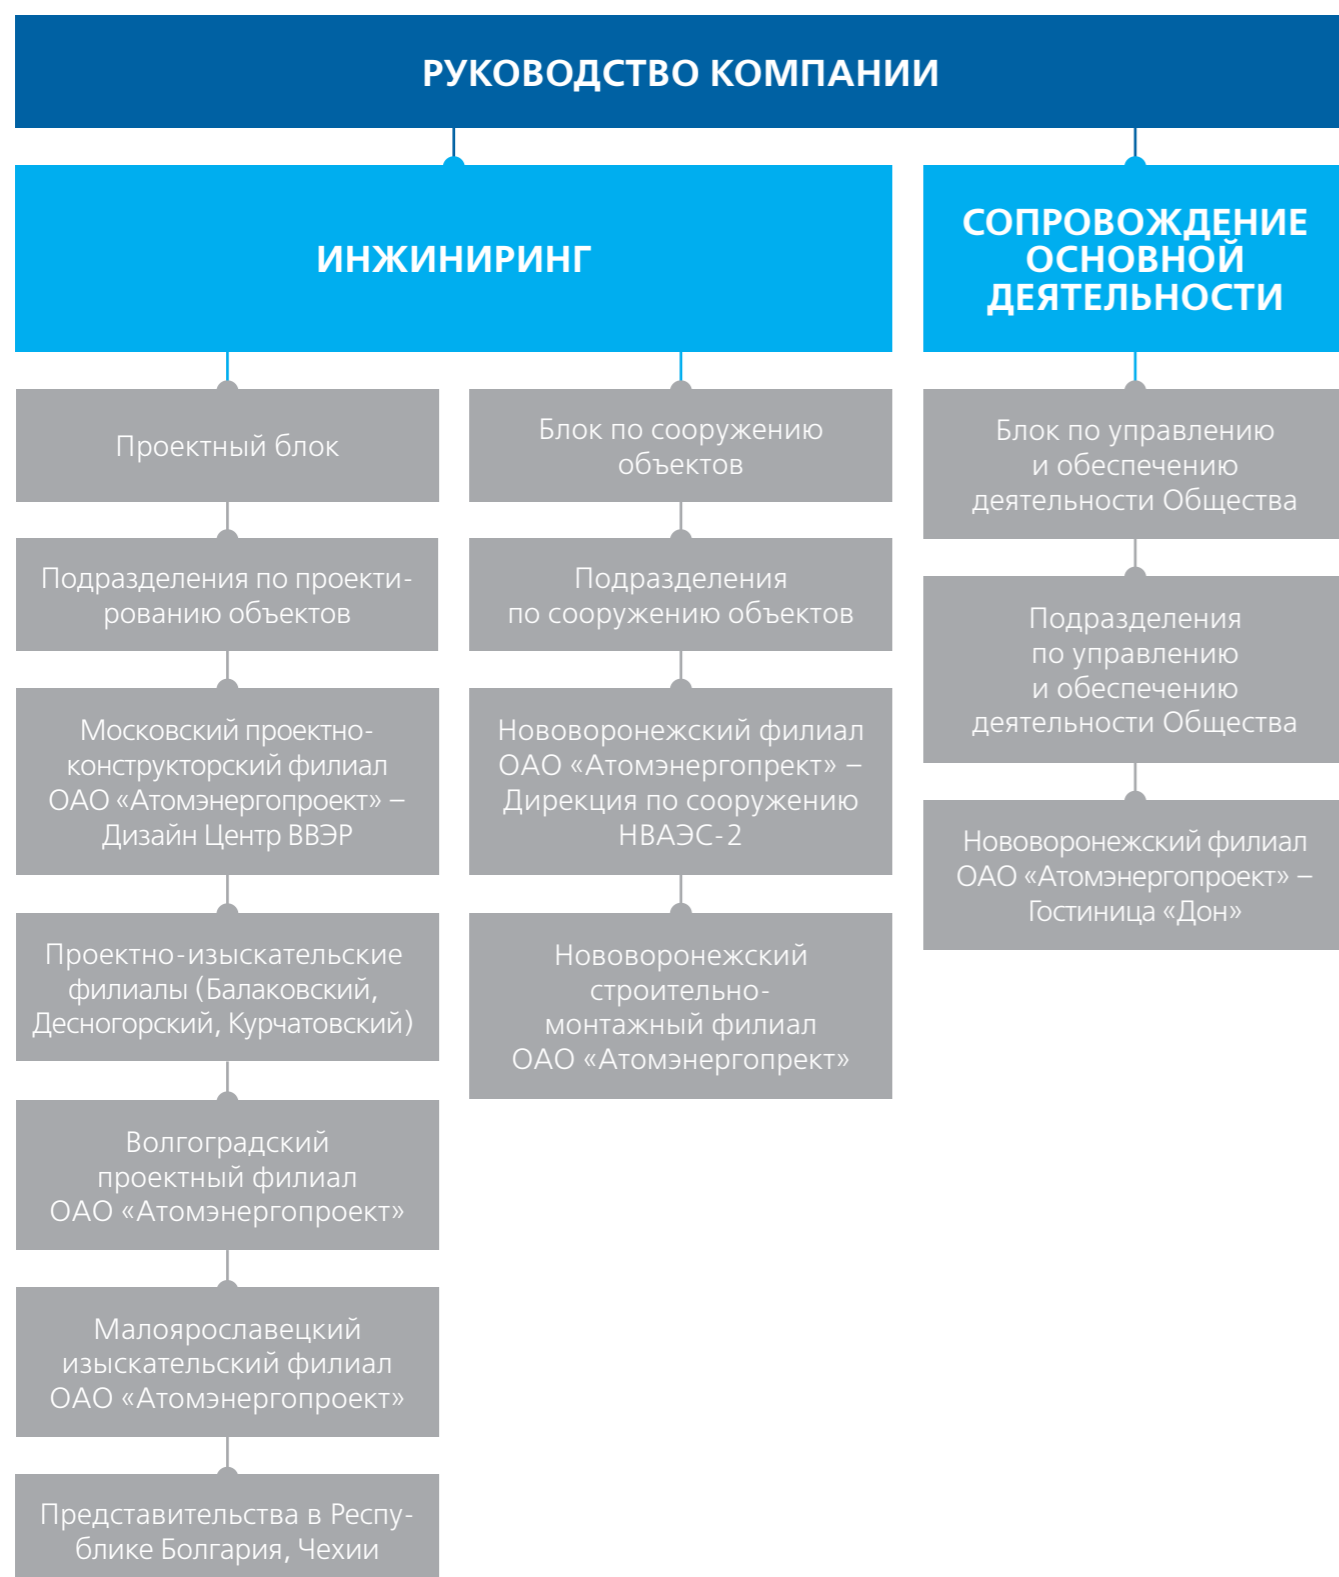 РУКОВОДСТВО КОМПАНИИ
ИНЖИНИРИНГ
СОПРОВОЖДЕНИЕ
ОСНОВНОЙ
ДЕЯТЕЛЬНОСТИ
Проектный блок
Подразделения по проекти-
рованию объектов
Московский проектно-
конструкторский филиал
ОАО «Атомэнергопроект» –
Дизайн Центр ВВЭР
Проектно-изыскательские
филиалы (Балаковский,
Десногорский, Курчатовский)
Волгоградский
проектный филиал
ОАО «Атомэнергопроект»
Малоярославецкий
изыскательский филиал
ОАО «Атомэнергопроект»
Представительства в Респу-
блике Болгария, Чехии
Блок по сооружению
объектов
Подразделения
по сооружению объектов
Нововоронежский филиал
ОАО «Атомэнергопрект» –
Дирекция по сооружению
НВАЭС-2
Нововоронежский
строительно-
монтажный филиал
ОАО «Атомэнергопрект»
Блок по управлению
и обеспечению
деятельности Общества
Подразделения
по управлению
и обеспечению
деятельности Общества
Нововоронежский филиал
ОАО «Атомэнергопроект» –
Гостиница «Дон»